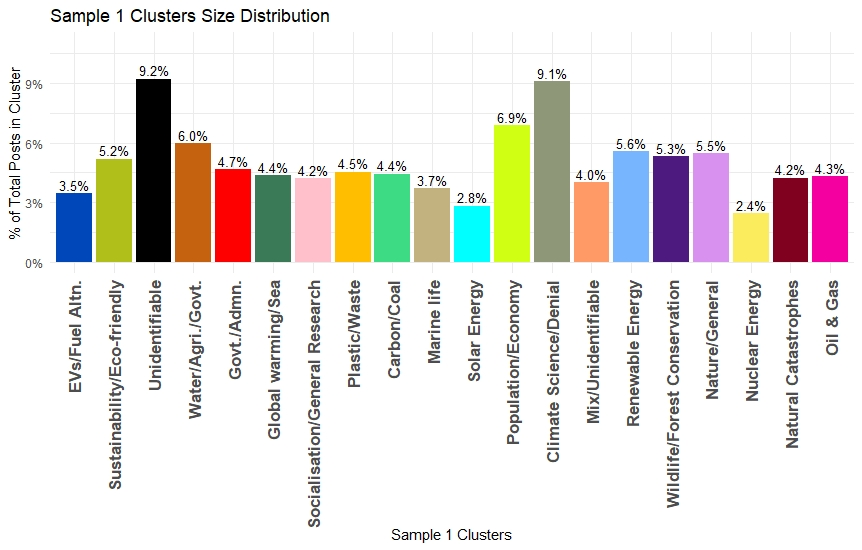 Sample 1 Clusters Size Distribution
% of Total Posts in Cluster
9%
6%
3%
0%
3.5%
5.2%
9.2%
6.0%
4.7%
4.4%
4.2%
4.5%
4.4%
3.7%
2.8%
6.9%
9.1%
4.0%
5.6%
5.3%
5.5%
2.4%
4.2%
4.3%
EVs/Fuel Altn.
Sustainability/Eco-friendly
Unidentifiable
Water/Agri./Govt.
Govt./Admn.
Global warming/Sea
Socialisation/General Research
Plastic/Waste
Carbon/Coal
Marine life
Solar Energy
Population/Economy
Climate Science/Denial
Mix/Unidentifiable
Renewable Energy
Wildlife/Forest Conservation
Nature/General
Nuclear Energy
Natural Catastrophes
Oil & Gas
Sample 1 Clusters